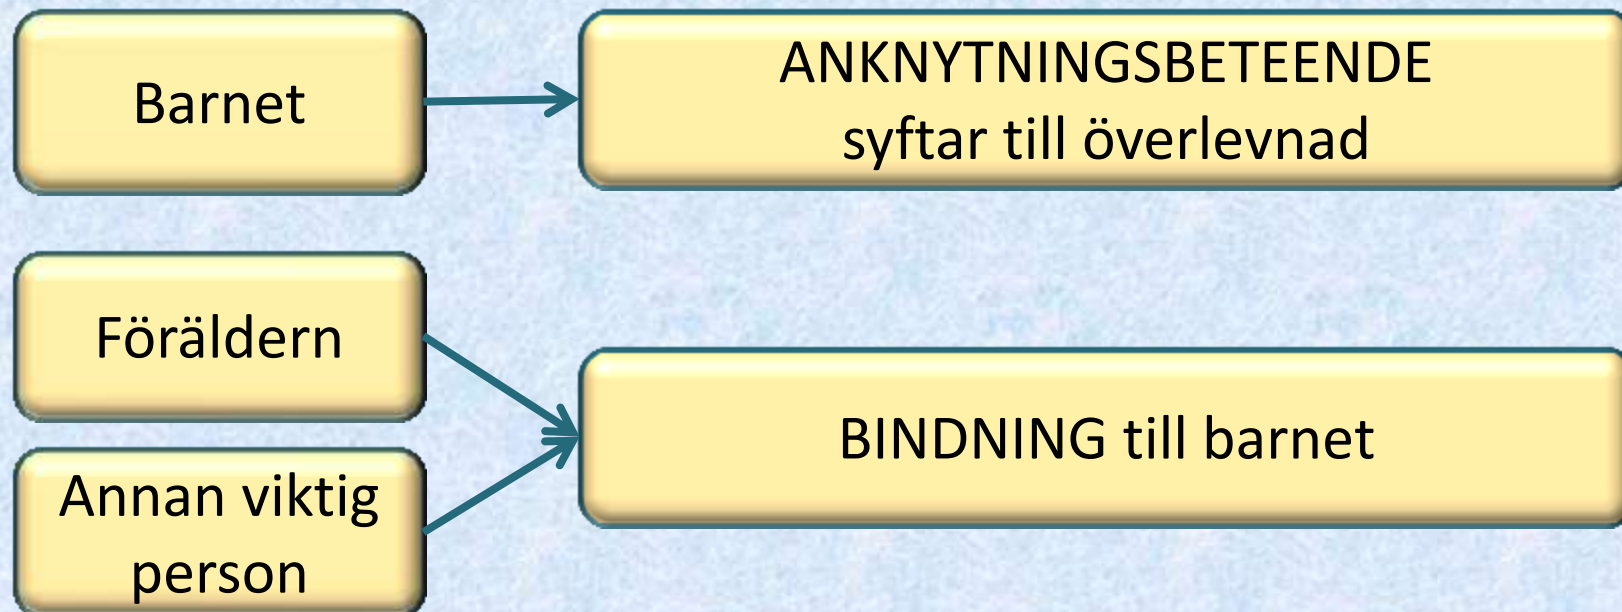 Barnet
ANKNYTNINGSBETEENDE
syftar till överlevnad
Föräldern
BINDNING till barnet
Annan viktig
person